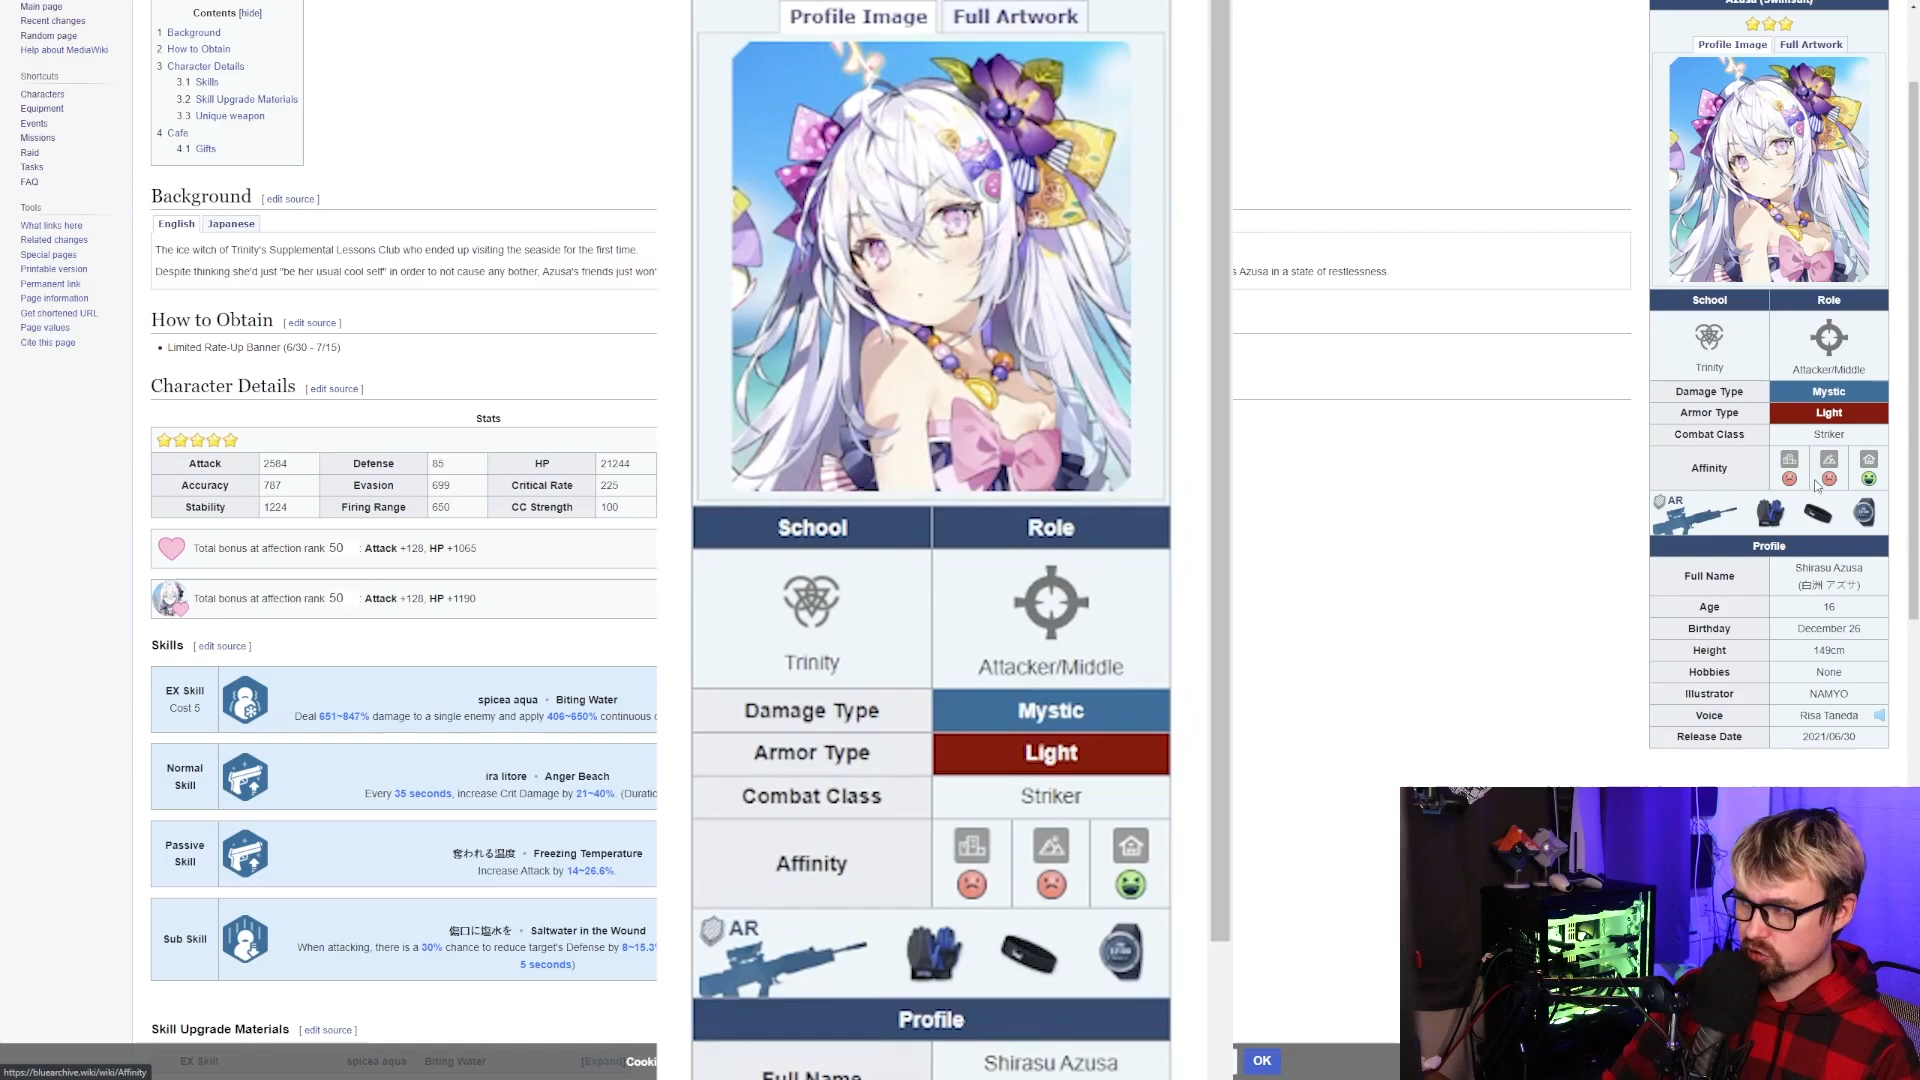 Main page
Recent changes
Random page
Help about MediaWiki
Shortcuts
Characters
Equipment
Events
Missions
Raid
Tasks
FAQ
Tools
What links here
Related changes
Special pages
Printable version
Permanent link
Page information
Get shortened URL
Page values
Cite this page
Contents [hide]
1 Background
2 How to Obtain
3 Character Details
3.1 Skills
3.2 Skill Upgrade Materials
3.3 Unique weapon
4 Cafe
4.1 Gifts
Background [ edit source ]
English Japanese
The ice witch of Trinity's Supplemental Lessons Club who ended up visiting the seaside for the first time.
Despite thinking she'd just "be her usual cool self" in order to not cause any bother, Azusa's friends just won'
s Azusa in a state of restlessness.
How to Obtain [ edit source ]
• Limited Rate-Up Banner (6/30 - 7/15)
Character Details [ edit source ]
Stats
Attack 2584 Defense 85 HP 21244
Accuracy 787 Evasion 699 Critical Rate 225
Stability 1224 Firing Range 650 CC Strength 100
Total bonus at affection rank 50 : Attack +128, HP +1065
Total bonus at affection rank 50 : Attack +128, HP +1190
Skills [ edit source ]
EX Skill
Cost 5
spicea aqua • Biting Water
Deal 651~847% damage to a single enemy and apply 406~650% continuous
Normal
Skill
ira litore • Anger Beach
Every 35 seconds, increase Crit Damage by 21~40%. (Duratio
Passive
Skill
奪われる温度 • Freezing Temperature
Increase Attack by 14~26.6%.
Sub Skill
傷口に塩水を • Saltwater in the Wound
When attacking, there is a 30% chance to reduce target's Defense by 8~15.3
5 seconds)
Skill Upgrade Materials [ edit source ]
EX Skill spicea aqua • Biting Water [Expand]
Cooki
OK
https://bluearchive.wiki/wiki/Affinity
Profile Image Full Artwork
School Role
Trinity Attacker/Middle
Damage Type Mystic
Armor Type Light
Combat Class Striker
Affinity
AR
Profile
Full Name Shirasu Azusa
Azusa (Swimsuit)
Profile Image Full Artwork
School Role
Trinity Attacker/Middle
Damage Type Mystic
Armor Type Light
Combat Class Striker
Affinity
AR
Profile
Full Name Shirasu Azusa
(白洲 アズサ)
Age 16
Birthday December 26
Height 149cm
Hobbies None
Illustrator NAMYO
Voice Risa Taneda
Release Date 2021/06/30